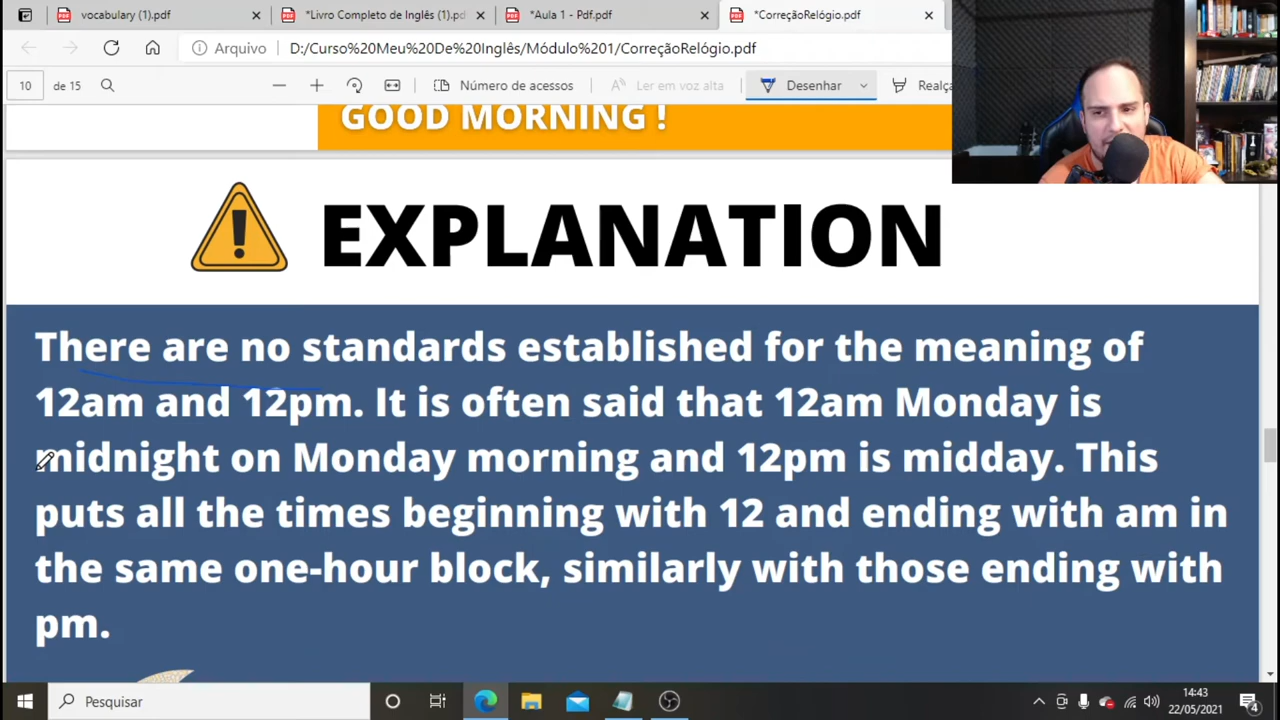 vocabulary (1).pdf
*Livro Completo de Inglês (1).pd
*Aula 1 - Pdf.pdf
*CorreçãoRelógio.pdf
Arquivo D:/Curso%20Meu%20De%20Inglês/Módulo%201/CorreçãoRelógio.pdf
10 de 15 Número de acessos Ler em voz alta Desenhar Realça
GOOD MORNING !
EXPLANATION
There are no standards established for the meaning of
12am and 12pm. It is often said that 12am Monday is
midnight on Monday morning and 12pm is midday. This
puts all the times beginning with 12 and ending with am in
the same one-hour block, similarly with those ending with
pm.
Pesquisar
14:43
22/05/2021
4